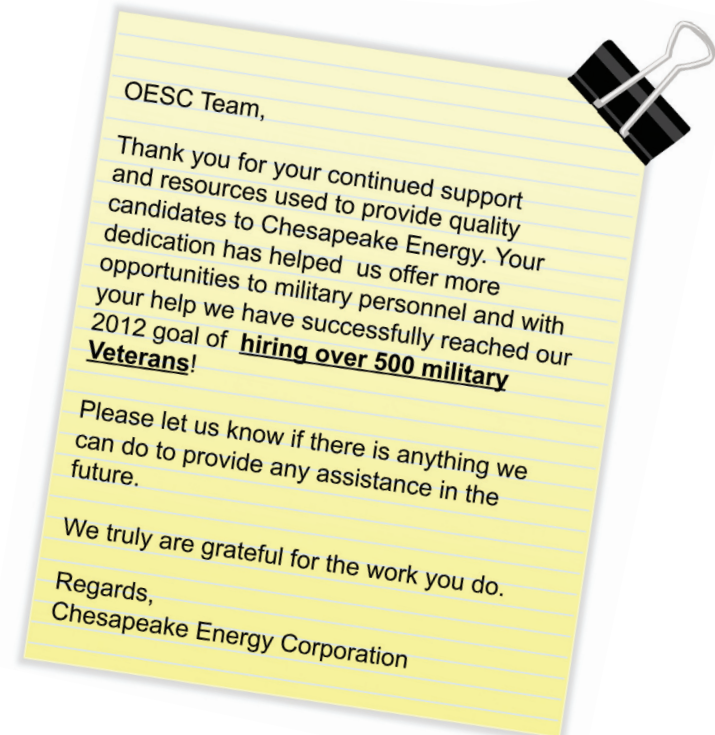 OESC Team,
Thank you for your continued support
and resources used to provide quality
candidates to Chesapeake Energy. Your
dedication has helped  us offer more
opportunities to military personnel and with
your help we have successfully reached our
2012 goal of  hiring over 500 military
Veterans!
Please let us know if there is anything we
can do to provide any assistance in the
future.
We truly are grateful for the work you do.
Regards,
Chesapeake Energy Corporation